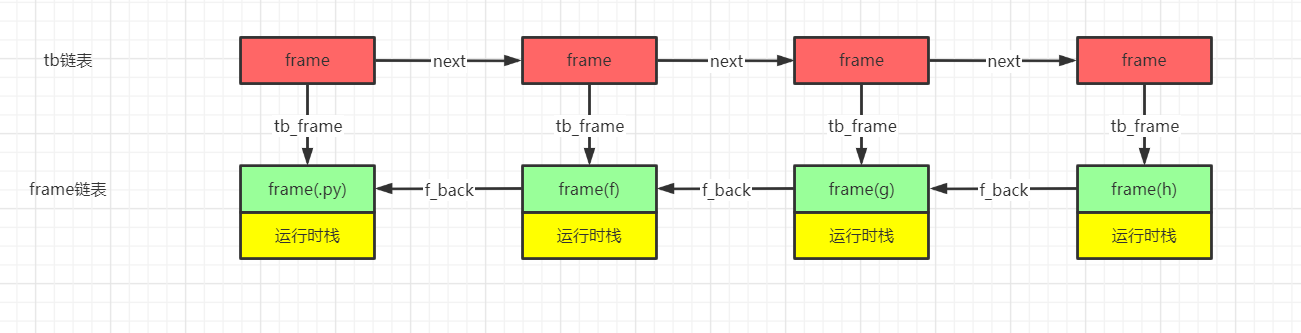 tb链表
frame
next
frame
next
frame
next
frame
tb_frame
tb_frame
tb_frame
tb_frame
frame链表
frame(.py)
f_back
frame(f)
f_back
frame(g)
f_back
frame(h)
运行时栈
运行时栈
运行时栈
运行时栈